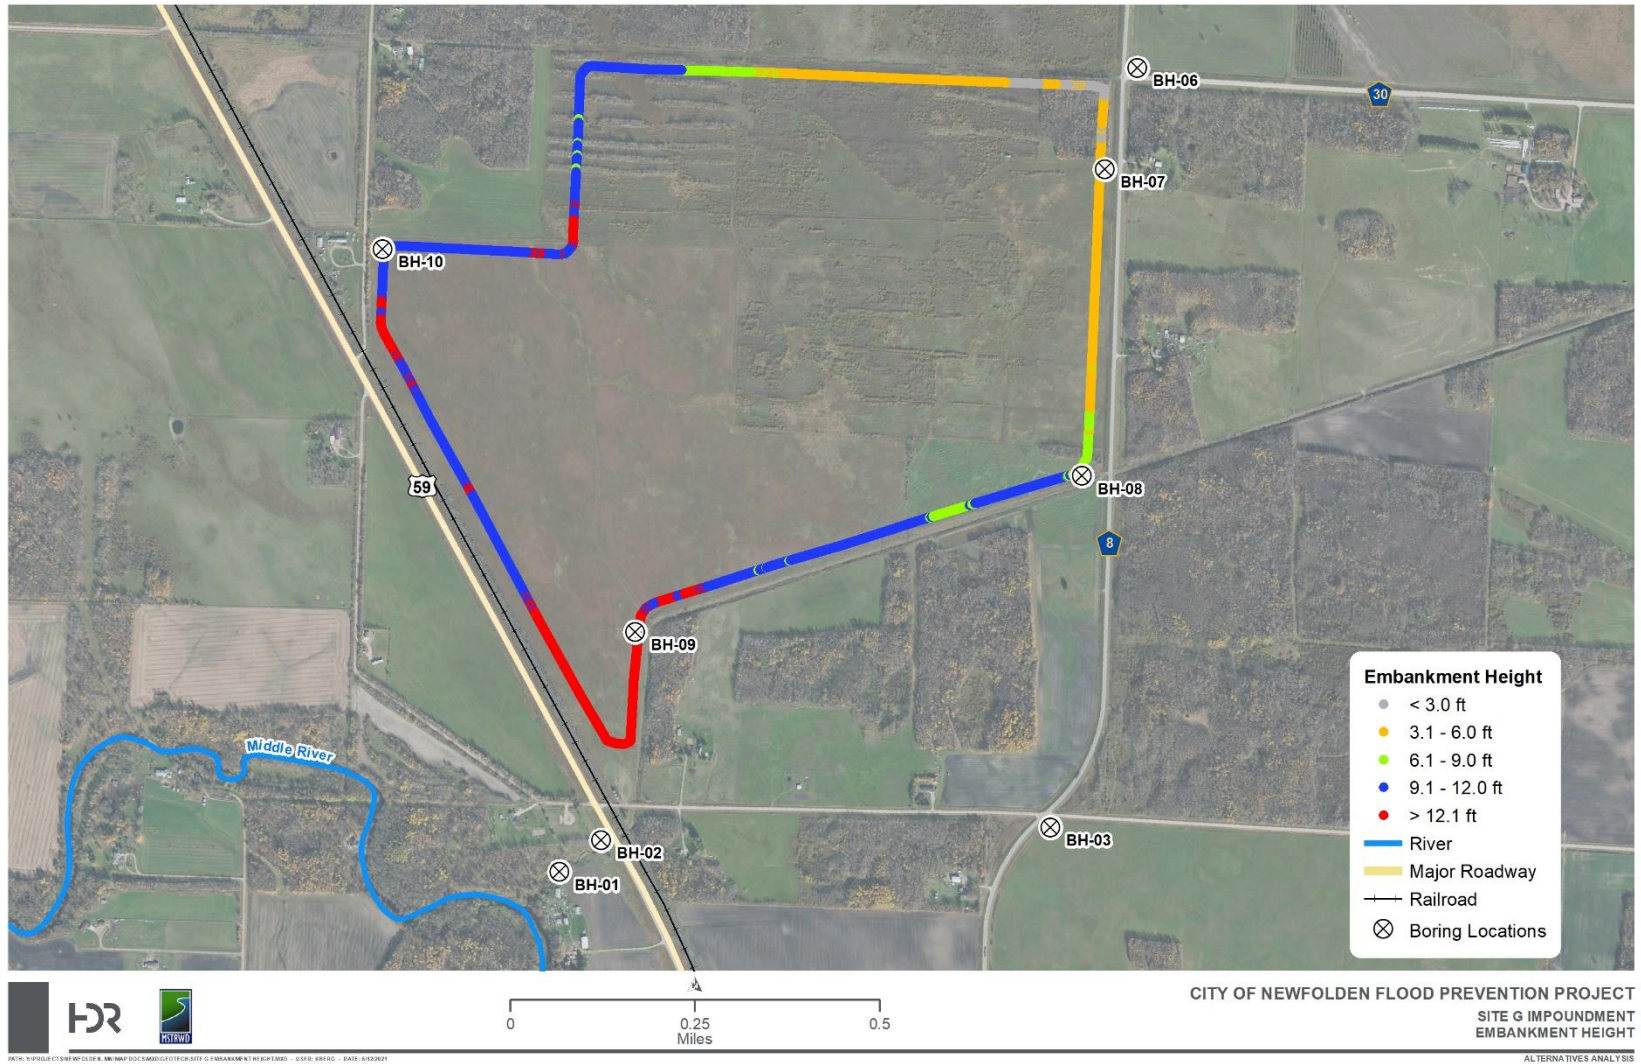 BH-06
30
BH-07
BH-10
59
BH-08
8
BH-09
Middle River
BH-02
BH-01
BH-03
Embankment Height
< 3.0 ft
3.1 - 6.0 ft
6.1 - 9.0 ft
9.1 - 12.0 ft
> 12.1 ft
River
Major Roadway
Railroad
Boring Locations
HDR
MSTRWD
0 0.25 0.5
Miles
CITY OF NEWFOLDEN FLOOD PREVENTION PROJECT
SITE G IMPOUNDMENT
EMBANKMENT HEIGHT
ALTERNATIVES ANALYSIS